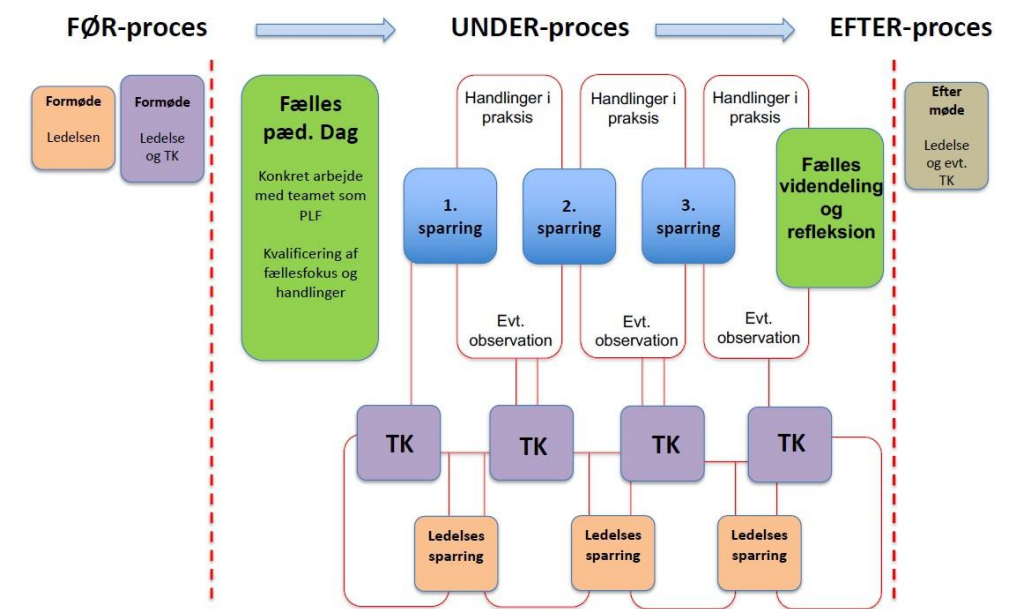 FØR-proces
UNDER-proces
EFTER-proces
Formøde
Ledelsen
Formøde
Ledelse
og TK
Fælles
pæd. Dag
Konkret arbejde
med teamet som
PLF
Kvalificering af
fællesfokus og
handlinger
Handlinger i
praksis
Handlinger i
praksis
Handlinger i
praksis
1.
sparring
2.
sparring
3.
sparring
Fælles
videndeling
og
refleksion
Evt.
observation
Evt.
observation
Evt.
observation
Efter
møde
Ledelse
og evt.
TK
TK
TK
TK
TK
Ledelses
sparring
Ledelses
sparring
Ledelses
sparring